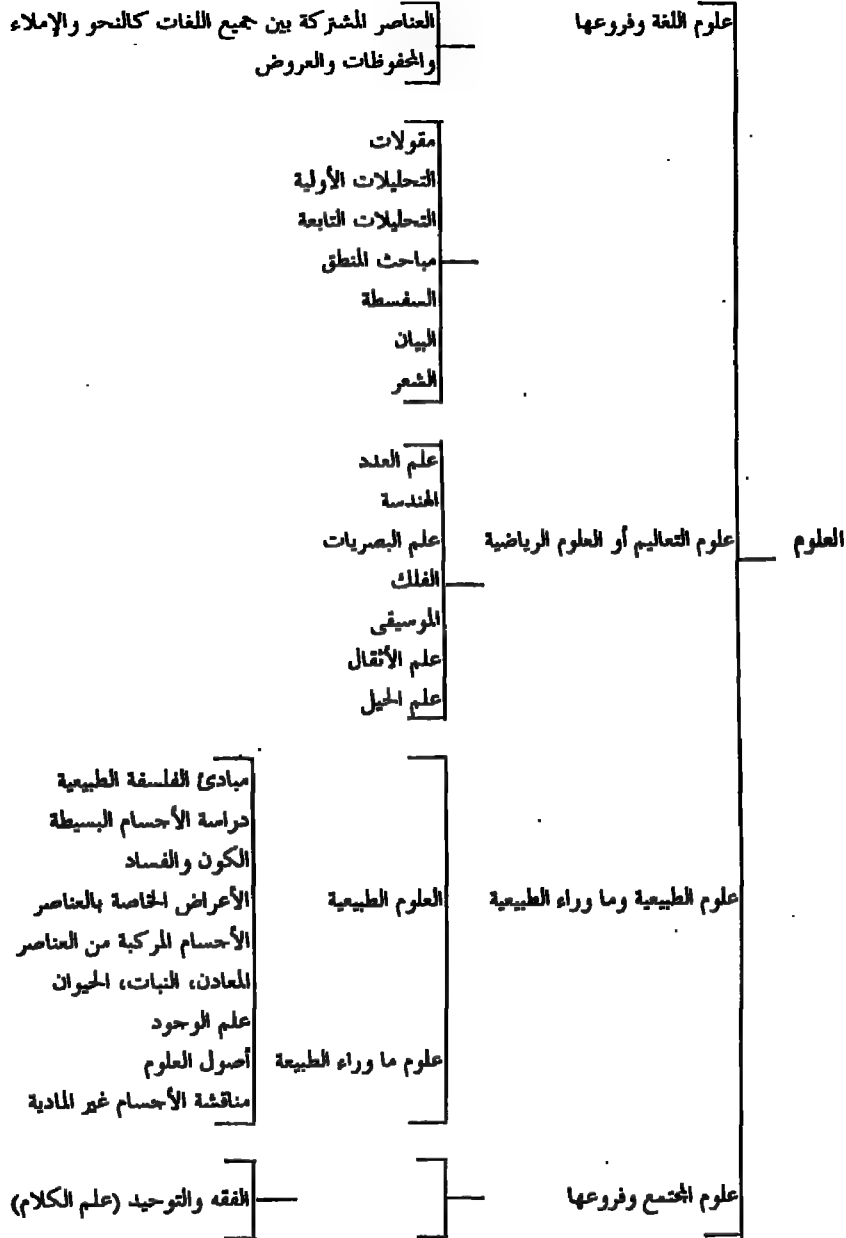 علوم اللغة وفروعها
العناصر المشتركة بين جميع اللغات كالنحو والإملاء
والمحفوظات والعروض
مقولات
التحليلات الأولية
التحليلات التابعة
مباحث المنطق
السفسطة
البيان
الشعر
العلوم
علوم التعاليم أو العلوم الرياضية
علم العدد
الهندسة
علم البصريات
الفلك
الموسيقى
علم الأثقال
علم الحيل
علوم الطبيعية وما وراء الطبيعية
العلوم الطبيعية
مبادئ الفلسفة الطبيعية
دراسة الأجسام البسيطة
الكون والفساد
الأعراض الخاصة بالعناصر
الأجسام المركبة من العناصر
المعادن، النبات، الحيوان
علوم ما وراء الطبيعة
علم الوجود
أصول العلوم
مناقشة الأجسام غير المادية
علوم المجتمع وفروعها
الفقه والتوحيد (علم الكلام)